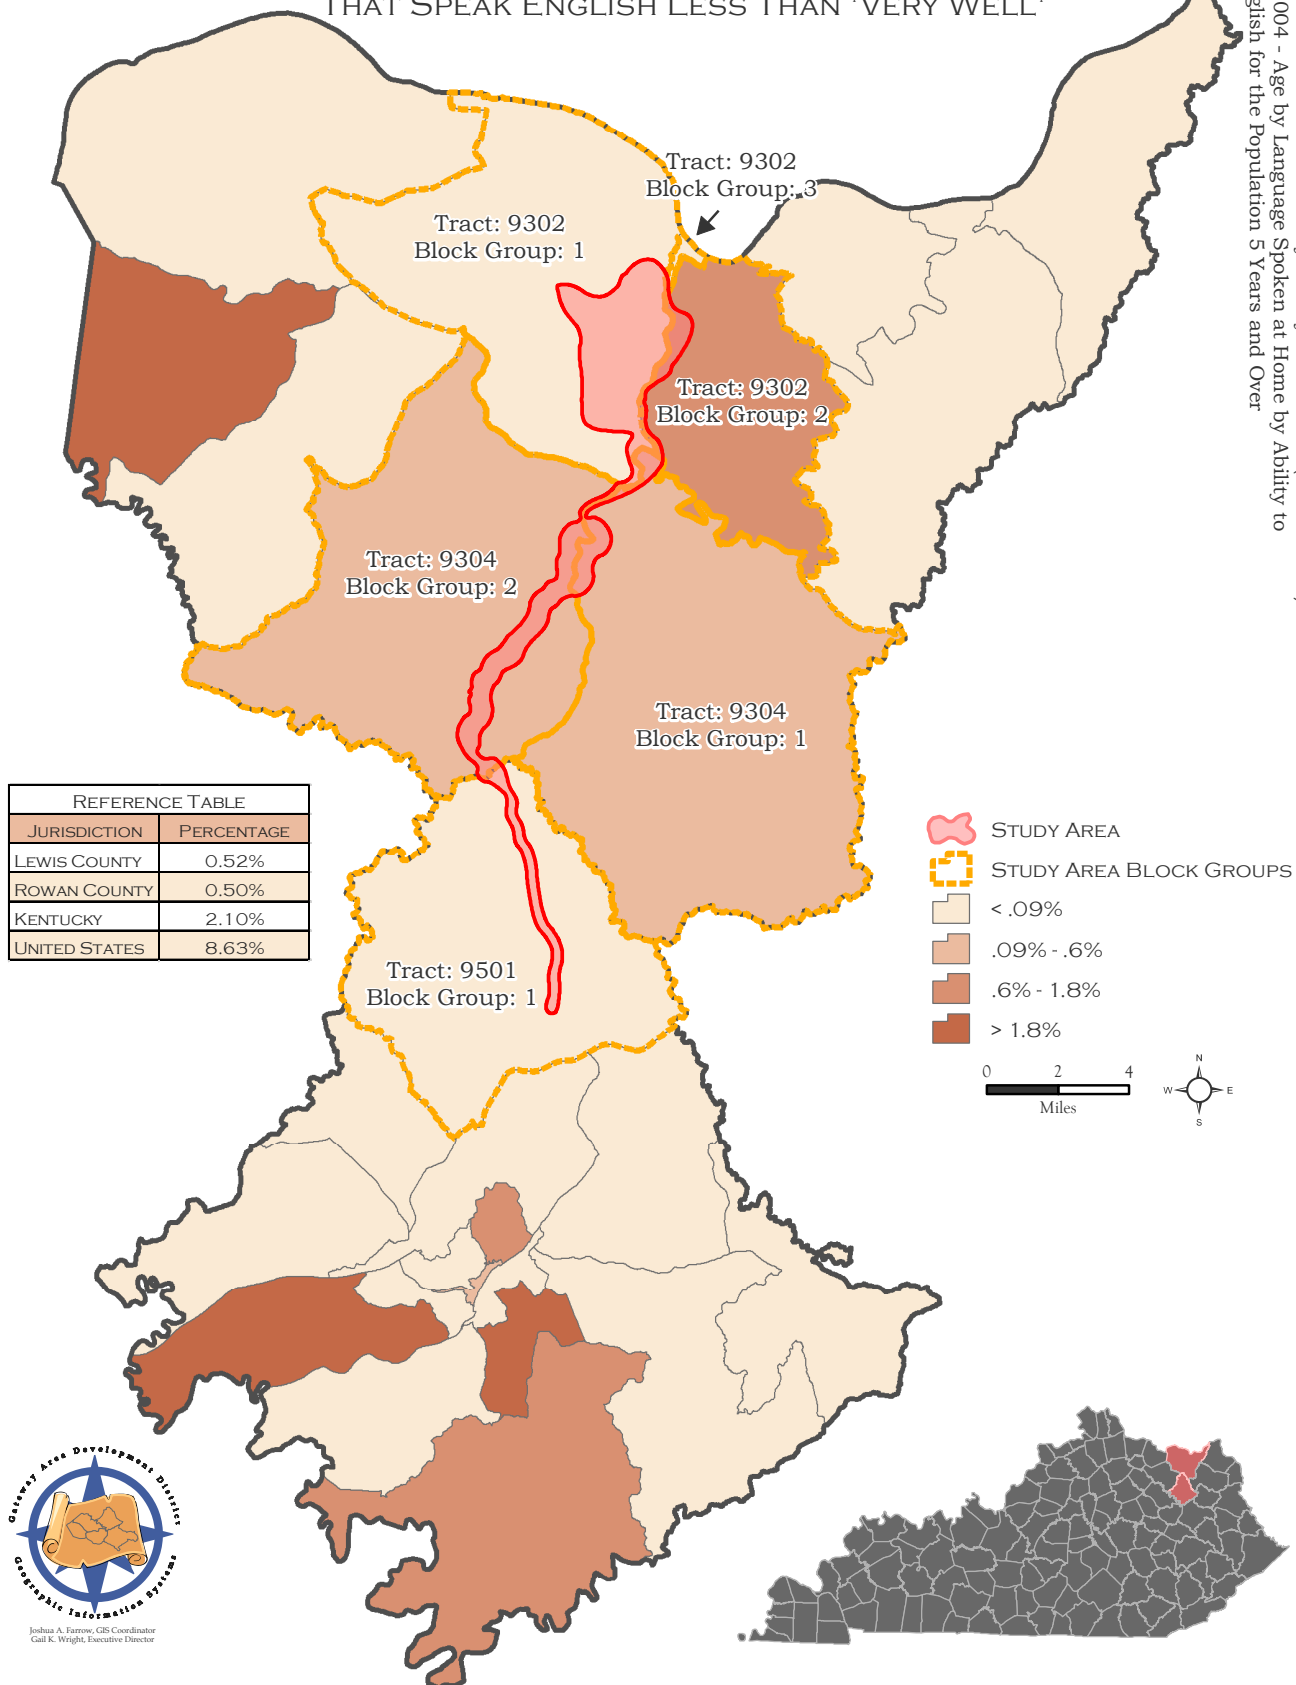 THAT SPEAK ENGLISH LESS THAN 'VERY WELL'
004 - Age by Language Spoken at Home by Ability to
glish for the Population 5 Years and Over
Tract: 9302
Block Group: 3
Tract: 9302
Block Group: 1
Tract: 9302
Block Group: 2
Tract: 9304
Block Group: 2
Tract: 9304
Block Group: 1
Tract: 9501
Block Group: 1
REFERENCE TABLE
JURISDICTION PERCENTAGE
LEWIS COUNTY 0.52%
ROWAN COUNTY 0.50%
KENTUCKY 2.10%
UNITED STATES 8.63%
STUDY AREA
STUDY AREA BLOCK GROUPS
< .09%
.09% - .6%
.6% - 1.8%
> 1.8%
0 2 4
Miles
N
W E
S
Gateway Area Development District
Geographic Information Systems
Joshua A. Farrow, GIS Coordinator
Gail K. Wright, Executive Director